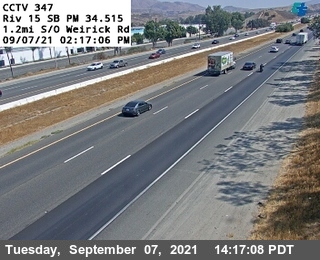 CCTV 347
Riv 15 SB PM 34.515
1.2mi S/O Weirick Rd
09/07/21 02:17:06 PM
Tuesday, September 07, 2021 14:17:08 PDT